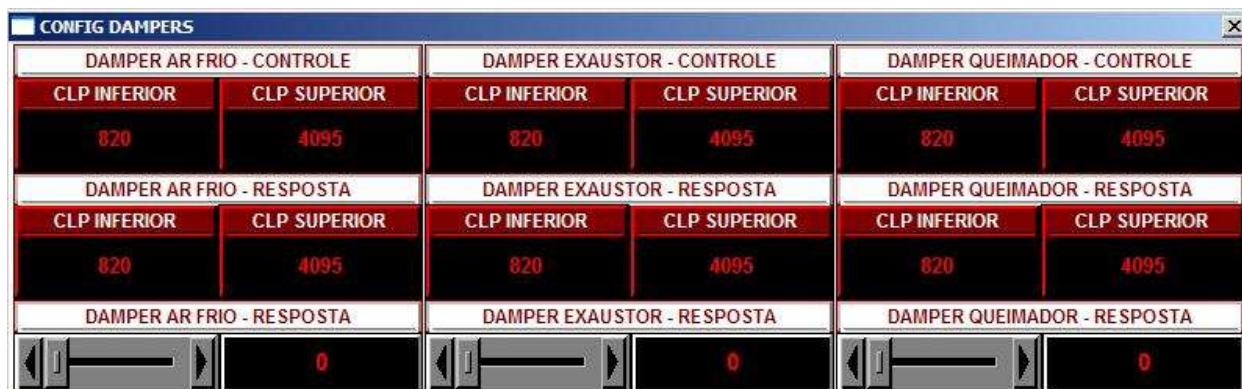 CONFIG DAMPERS
DAMPER AR FRIO - CONTROLE DAMPER EXAUSTOR - CONTROLE DAMPER QUEIMADOR - CONTROLE
CLP INFERIOR CLP SUPERIOR CLP INFERIOR CLP SUPERIOR CLP INFERIOR CLP SUPERIOR
820 4095 820 4095 820 4095
DAMPER AR FRIO - RESPOSTA DAMPER EXAUSTOR - RESPOSTA DAMPER QUEIMADOR - RESPOSTA
CLP INFERIOR CLP SUPERIOR CLP INFERIOR CLP SUPERIOR CLP INFERIOR CLP SUPERIOR
820 4095 820 4095 820 4095
DAMPER AR FRIO - RESPOSTA DAMPER EXAUSTOR - RESPOSTA DAMPER QUEIMADOR - RESPOSTA
0 0 0